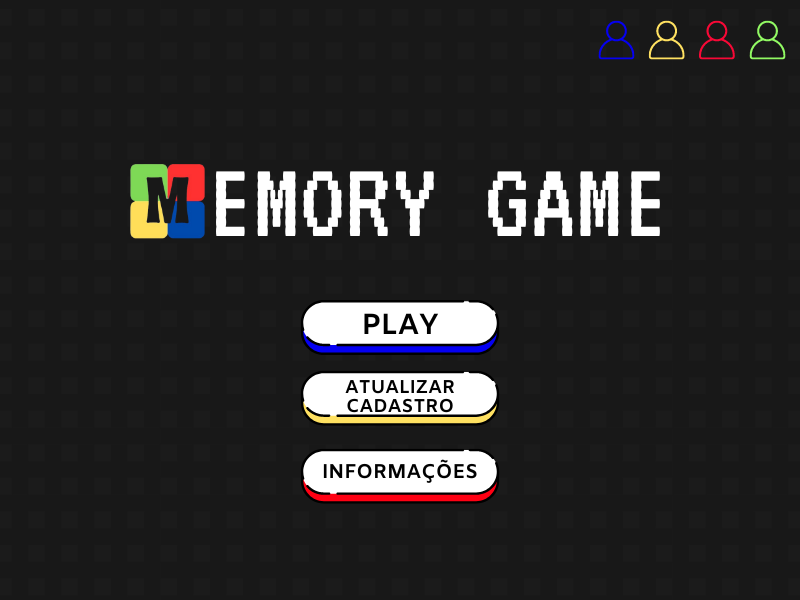 MEMORY GAME
PLAY
ATUALIZAR
CADASTRO
INFORMAÇÕES